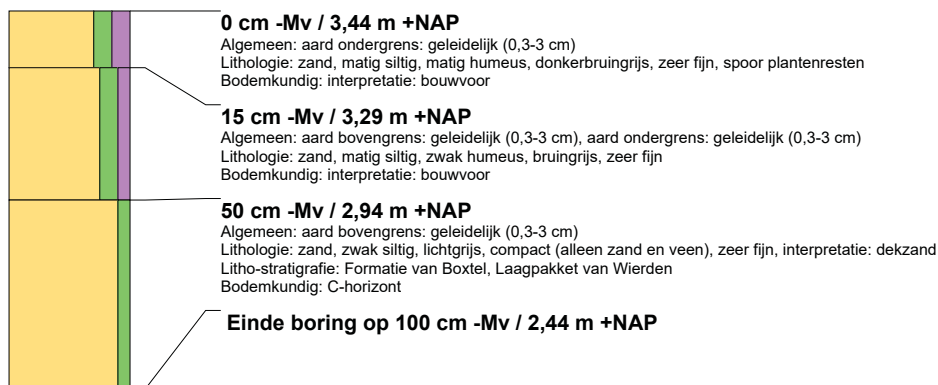 0 cm -Mv / 3,44 m +NAP
Algemeen: aard ondergrens: geleidelijk (0,3-3 cm)
Lithologie: zand, matig siltig, matig humeus, donkerbruingrijs, zeer fijn, spoor plantenresten
Bodemkundig: interpretatie: bouwvoor
15 cm -Mv / 3,29 m +NAP
Algemeen: aard bovengrens: geleidelijk (0,3-3 cm), aard ondergrens: geleidelijk (0,3-3 cm)
Lithologie: zand, matig siltig, zwak humeus, bruingrijs, zeer fijn
Bodemkundig: interpretatie: bouwvoor
50 cm -Mv / 2,94 m +NAP
Algemeen: aard bovengrens: geleidelijk (0,3-3 cm)
Lithologie: zand, zwak siltig, lichtgrijs, compact (alleen zand en veen), zeer fijn, interpretatie: dekzand
Litho-stratigrafie: Formatie van Boxtel, Laagpakket van Wierden
Bodemkundig: C-horizont
Einde boring op 100 cm -Mv / 2,44 m +NAP